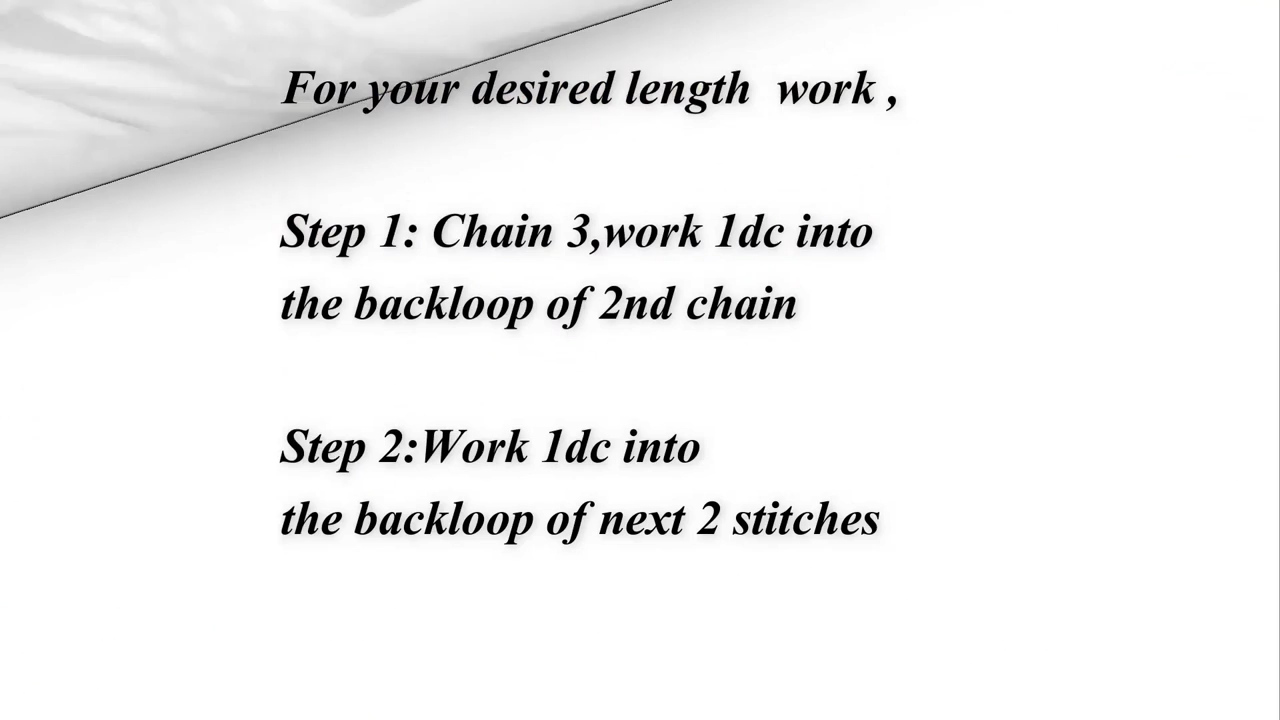 For your desired length  work ,
Step 1: Chain 3,work 1dc into
the backloop of 2nd chain
Step 2:Work 1dc into
the backloop of next 2 stitches